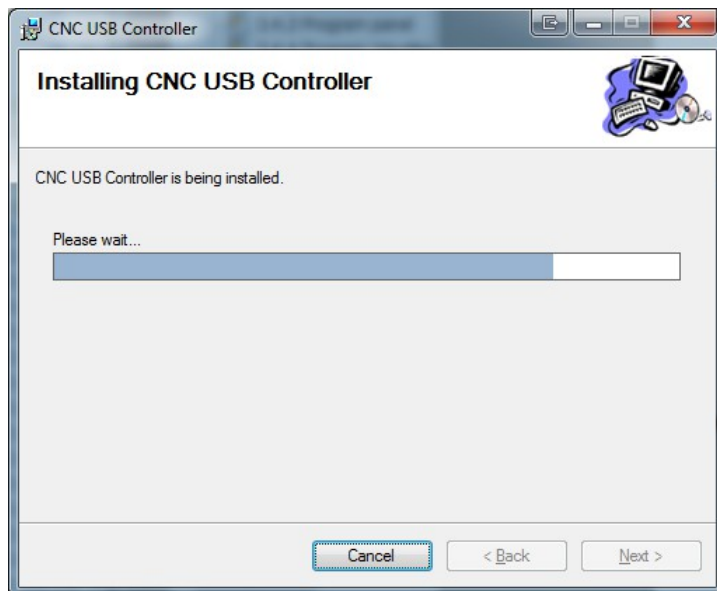 CNC USB Controller
Installing CNC USB Controller
CNC USB Controller is being installed.
Please wait...
Cancel
< Back
Next >